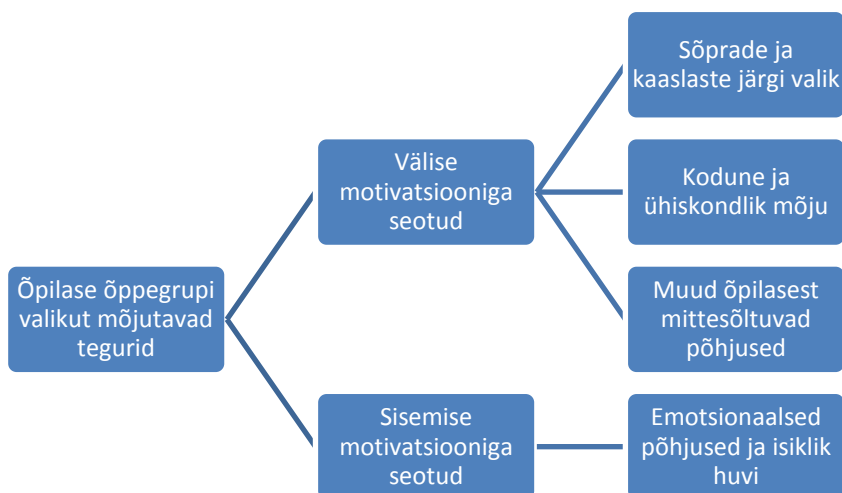 Õpilase õppegrupi
valikut mõjutavad
tegurid
Välise
motivatsiooniga
seotud
Sõprade ja
kaaslaste järgi valik
Kodune ja
ühiskondlik mõju
Muud õpilasest
mittesõltuvad
põhjused
Sisemise
motivatsiooniga
seotud
Emotsionaalsed
põhjused ja isiklik
huvi